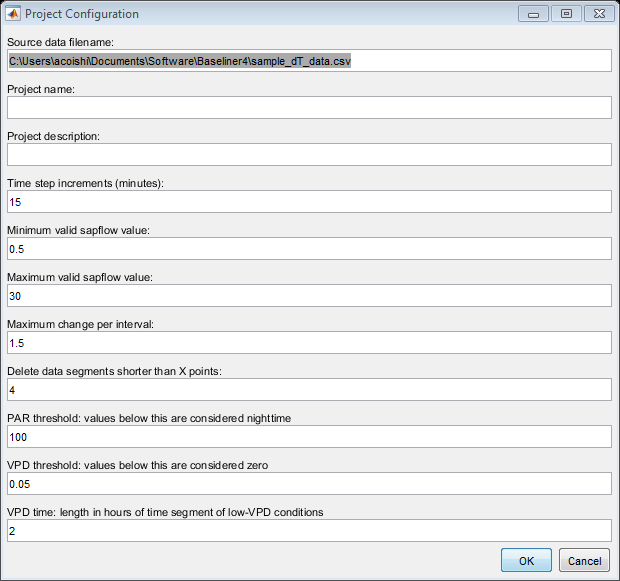 Project Configuration
Source data filename:
C:\Users\acoishi\Documents\Software\Baseliner4\sample_dT_data.csv
Project name:
Project description:
Time step increments (minutes):
15
Minimum valid sapflow value:
0.5
Maximum valid sapflow value:
30
Maximum change per interval:
1.5
Delete data segments shorter than X points:
4
PAR threshold: values below this are considered nighttime
100
VPD threshold: values below this are considered zero
0.05
VPD time: length in hours of time segment of low-VPD conditions
2
OK Cancel